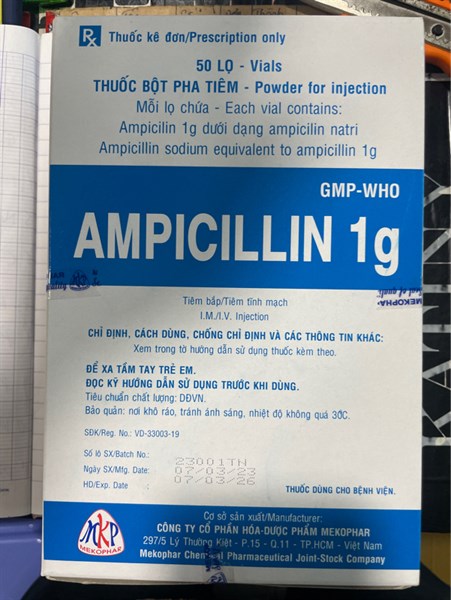 Rx Thuốc kê đơn/Prescription only
50 LỌ - Vials
THUỐC BỘT PHA TIÊM - Powder for injection
Mỗi lọ chứa - Each vial contains:
Ampicilin 1g dưới dạng ampicilin natri
Ampicillin sodium equivalent to ampicillin 1g
GMP-WHO
AMPICILLIN 1g
Tiêm bắp/Tiêm tĩnh mạch
I.M./I.V. Injection
CHỈ ĐỊNH, CÁCH DÙNG, CHỐNG CHỈ ĐỊNH VÀ CÁC THÔNG TIN KHÁC:
Xem trong tờ hướng dẫn sử dụng thuốc kèm theo.
ĐỂ XA TẦM TAY TRẺ EM.
ĐỌC KỸ HƯỚNG DẪN SỬ DỤNG TRƯỚC KHI DÙNG.
Tiêu chuẩn chất lượng: DĐVN.
Bảo quản: nơi khô ráo, tránh ánh sáng, nhiệt độ không quá 30C.
SĐK/Reg. No.: VD-33003-19
Số lô SX/Batch No.: 23001TN
Ngày SX/Mfg. Date: 07/03/23
HD/Exp. Date : 07/03/26
THUỐC DÙNG CHO BỆNH VIỆN.
Cơ sở sản xuất/Manufacturer:
CÔNG TY CỔ PHẦN HÓA-DƯỢC PHẨM MEKOPHAR
297/5 Lý Thường Kiệt - P.15 - Q.11 - TP.HCM - Việt Nam
Mekophar Chemical Pharmaceutical Joint-Stock Company
MKP
MEKOPHAR
MEKOPHA
KATINY